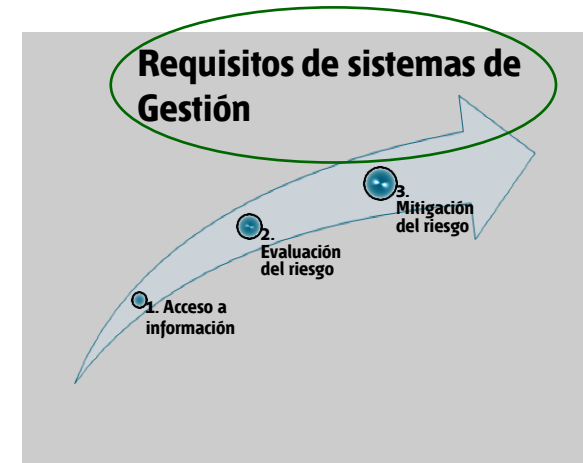 Requisitos de sistemas de
Gestión
3.
Mitigación
del riesgo
2.
Evaluación
del riesgo
1. Acceso a
información